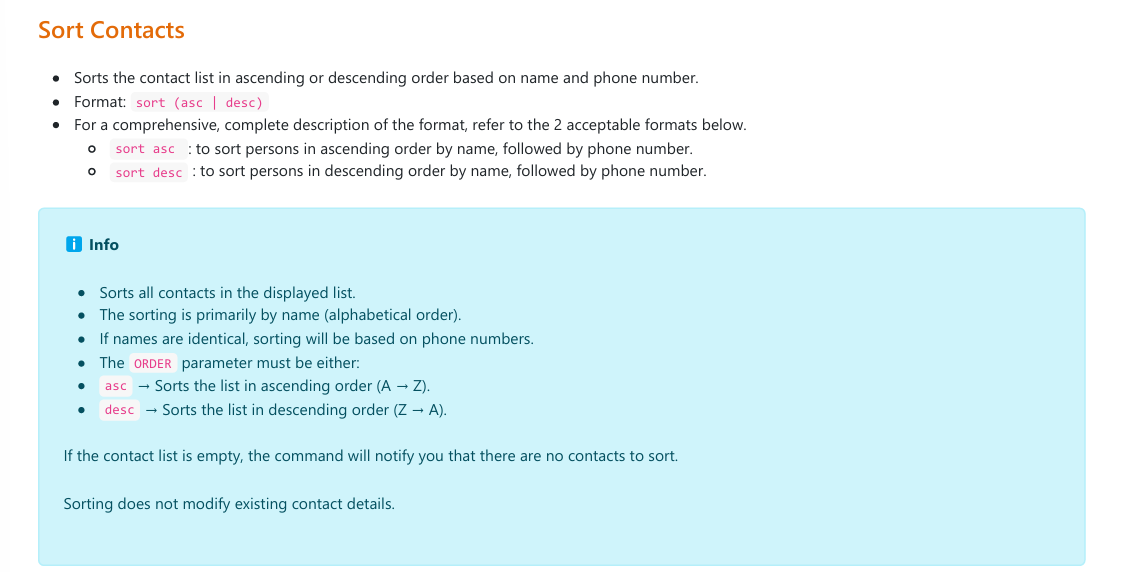 Sort Contacts
• Sorts the contact list in ascending or descending order based on name and phone number.
• Format: sort (asc | desc)
• For a comprehensive, complete description of the format, refer to the 2 acceptable formats below.
sort asc : to sort persons in ascending order by name, followed by phone number.
sort desc : to sort persons in descending order by name, followed by phone number.
i Info
• Sorts all contacts in the displayed list.
• The sorting is primarily by name (alphabetical order).
• If names are identical, sorting will be based on phone numbers.
• The ORDER parameter must be either:
• asc → Sorts the list in ascending order (A → Z).
• desc → Sorts the list in descending order (Z → A).
If the contact list is empty, the command will notify you that there are no contacts to sort.
Sorting does not modify existing contact details.